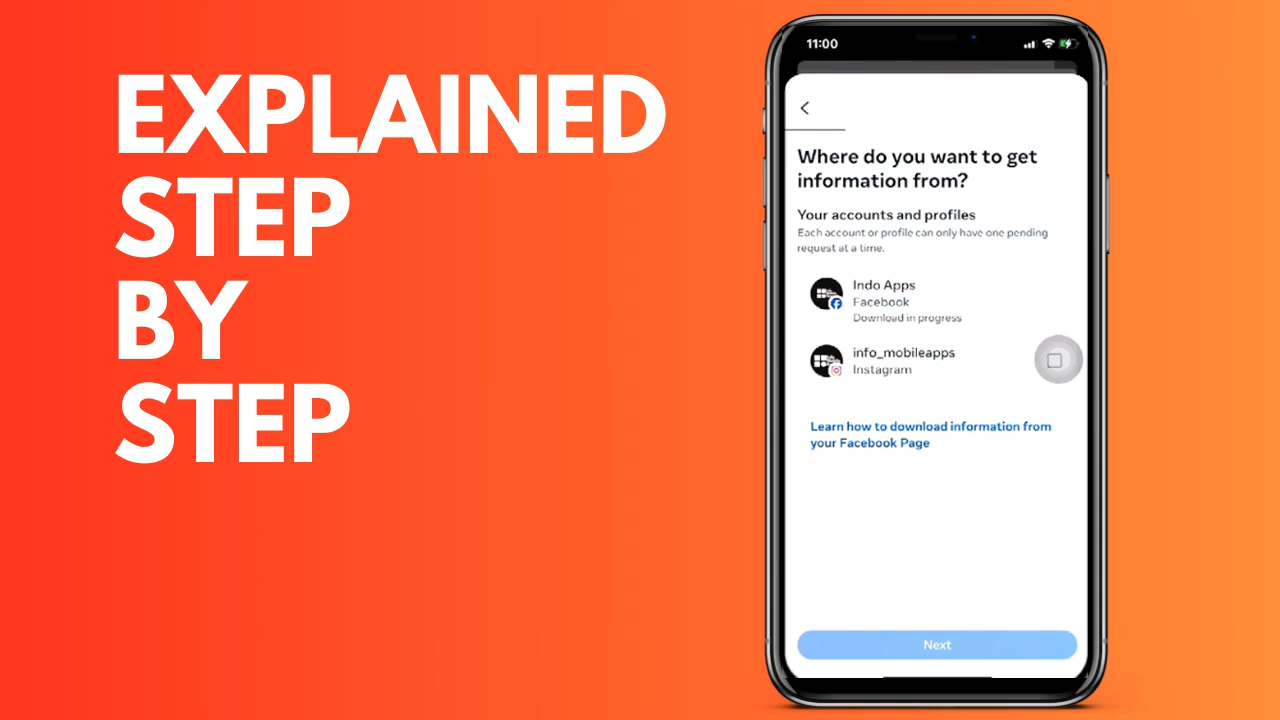 EXPLAINED
STEP
BY
STEP
11:00
Where do you want to get
information from?
Your accounts and profiles
Each account or profile can only have one pending
request at a time.
Indo Apps
Facebook
Download in progress
info_mobileapps
Instagram
Learn how to download information from
your Facebook Page
Next